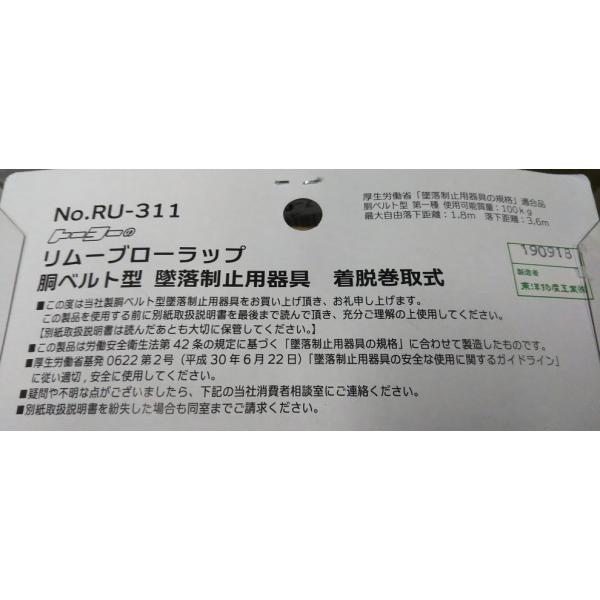 No.RU-311
厚生労働省「墜落制止用器具の規格」適合品
胴ベルト型 第一種 使用可能質量:100kg
最大自由落下距離:1.8m 落下距離:3.6m
トーヨーの
リムーブローラップ
胴ベルト型 墜落制止用器具 着脱巻取式
190918
製造者
東洋物産工業㈱
■この度は当社製胴ベルト型墜落制止用器具をお買い上げ頂き、お礼申し上げます。
この製品を使用する前に別紙取扱説明書を最後まで読んで頂き、充分ご理解の上使用してください。
【別紙取扱説明書は読んだあとも大切に保管してください。】
■この製品は労働安全衛生法第42条の規定に基づく「墜落制止用器具の規格」に合わせて製造したものです。
■厚生労働省基発0622第2号(平成30年6月22日)「墜落制止用器具の安全な使用に関するガイドライン」
に従い適切,安全に使用してください。
■疑問や不明な点がございましたら、下記の当社消費者相談室にご連絡ください。
■別紙取扱説明書を紛失した場合も同室までご請求ください。